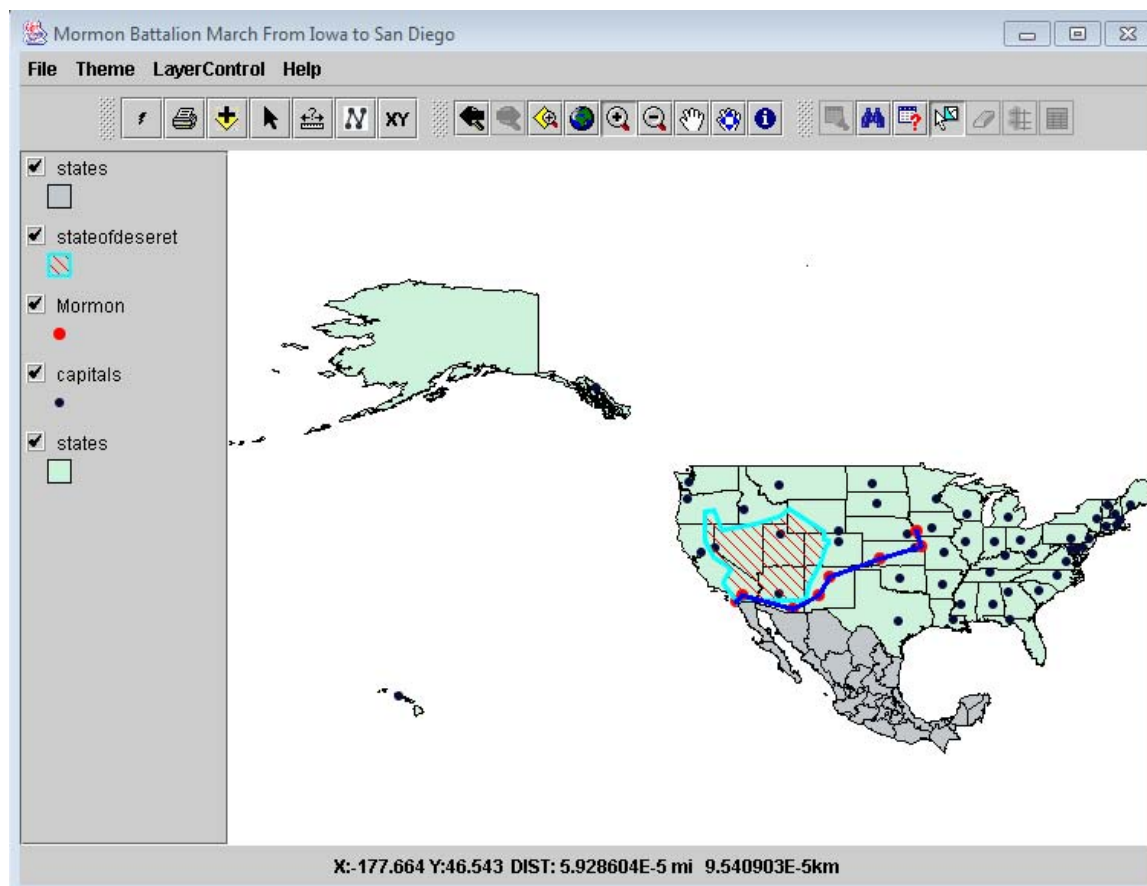 Mormon Battalion March From Iowa to San Diego
File Theme LayerControl Help
XY
states
stateofdeseret
Mormon
capitals
states
X:-177.664 Y:46.543 DIST: 5.928604E-5 mi 9.540903E-5km